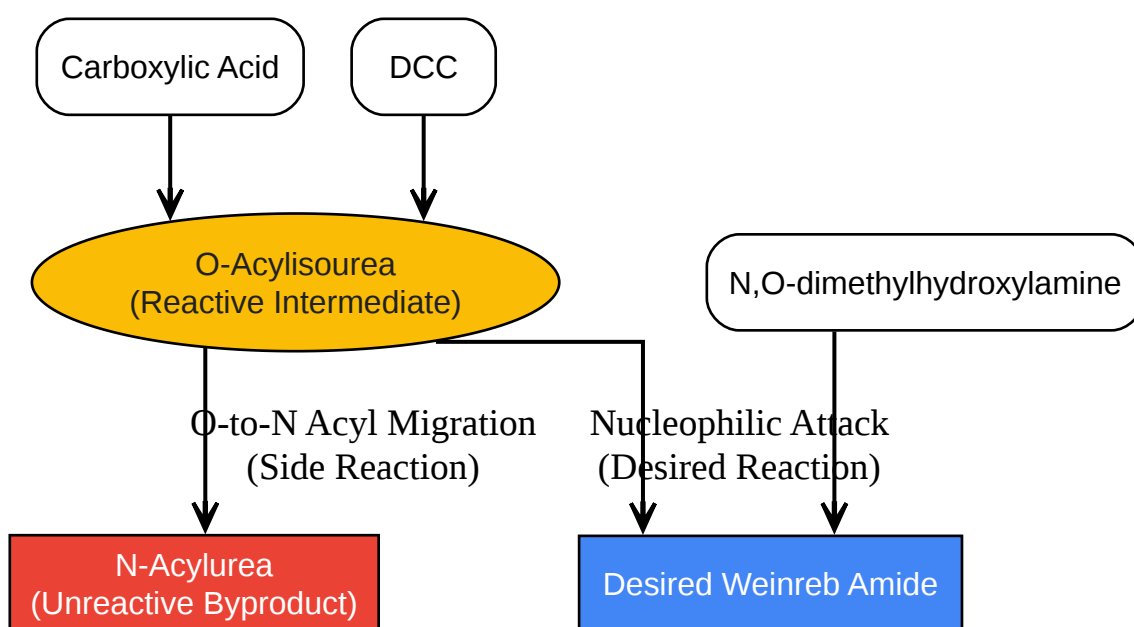 Carboxylic Acid
DCC
O-Acylisourea
(Reactive Intermediate)
N,O-dimethylhydroxylamine
O-to-N Acyl Migration
(Side Reaction)
Nucleophilic Attack
(Desired Reaction)
N-Acylurea
(Unreactive Byproduct)
Desired Weinreb Amide